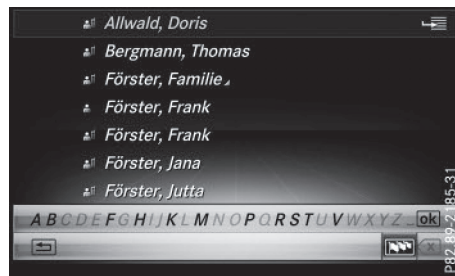 Allwald, Doris
Bergmann, Thomas
Förster, Familie
Förster, Frank
Förster, Frank
Förster, Jana
Förster, Jutta
ABCDEFGHIJKLMNOPQRSTUVWXYZ_ ok
P82.89-2185-31